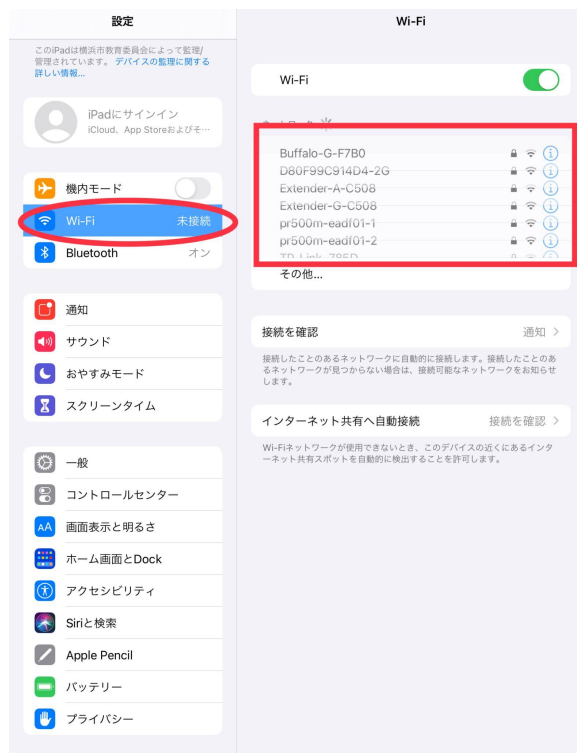 設定
このiPadは横浜市教育委員会によって監理/
管理されています。 デバイスの監理に関する
詳しい情報...
iPadにサインイン
iCloud、App Storeおよびそ…
機内モード
Wi-Fi 未接続
Bluetooth オン
通知
サウンド
おやすみモード
スクリーンタイム
一般
コントロールセンター
AA 画面表示と明るさ
ホーム画面とDock
アクセシビリティ
Siriと検索
Apple Pencil
バッテリー
プライバシー
Wi-Fi
Wi-Fi
Buffalo-G-F7B0
D80F99C914D4-2G
Extender-A-C508
Extender-G-C508
pr500m-eadf01-1
pr500m-eadf01-2
TP-Link_785D
その他...
接続を確認 通知
接続したことのあるネットワークに自動的に接続します。接続したことのあ
るネットワークが見つからない場合は、接続可能なネットワークをお知らせ
します。
インターネット共有へ自動接続 接続を確認
Wi-Fiネットワークが使用できないとき、このデバイスの近くにあるインタ
ーネット共有スポットを自動的に検出することを許可します。